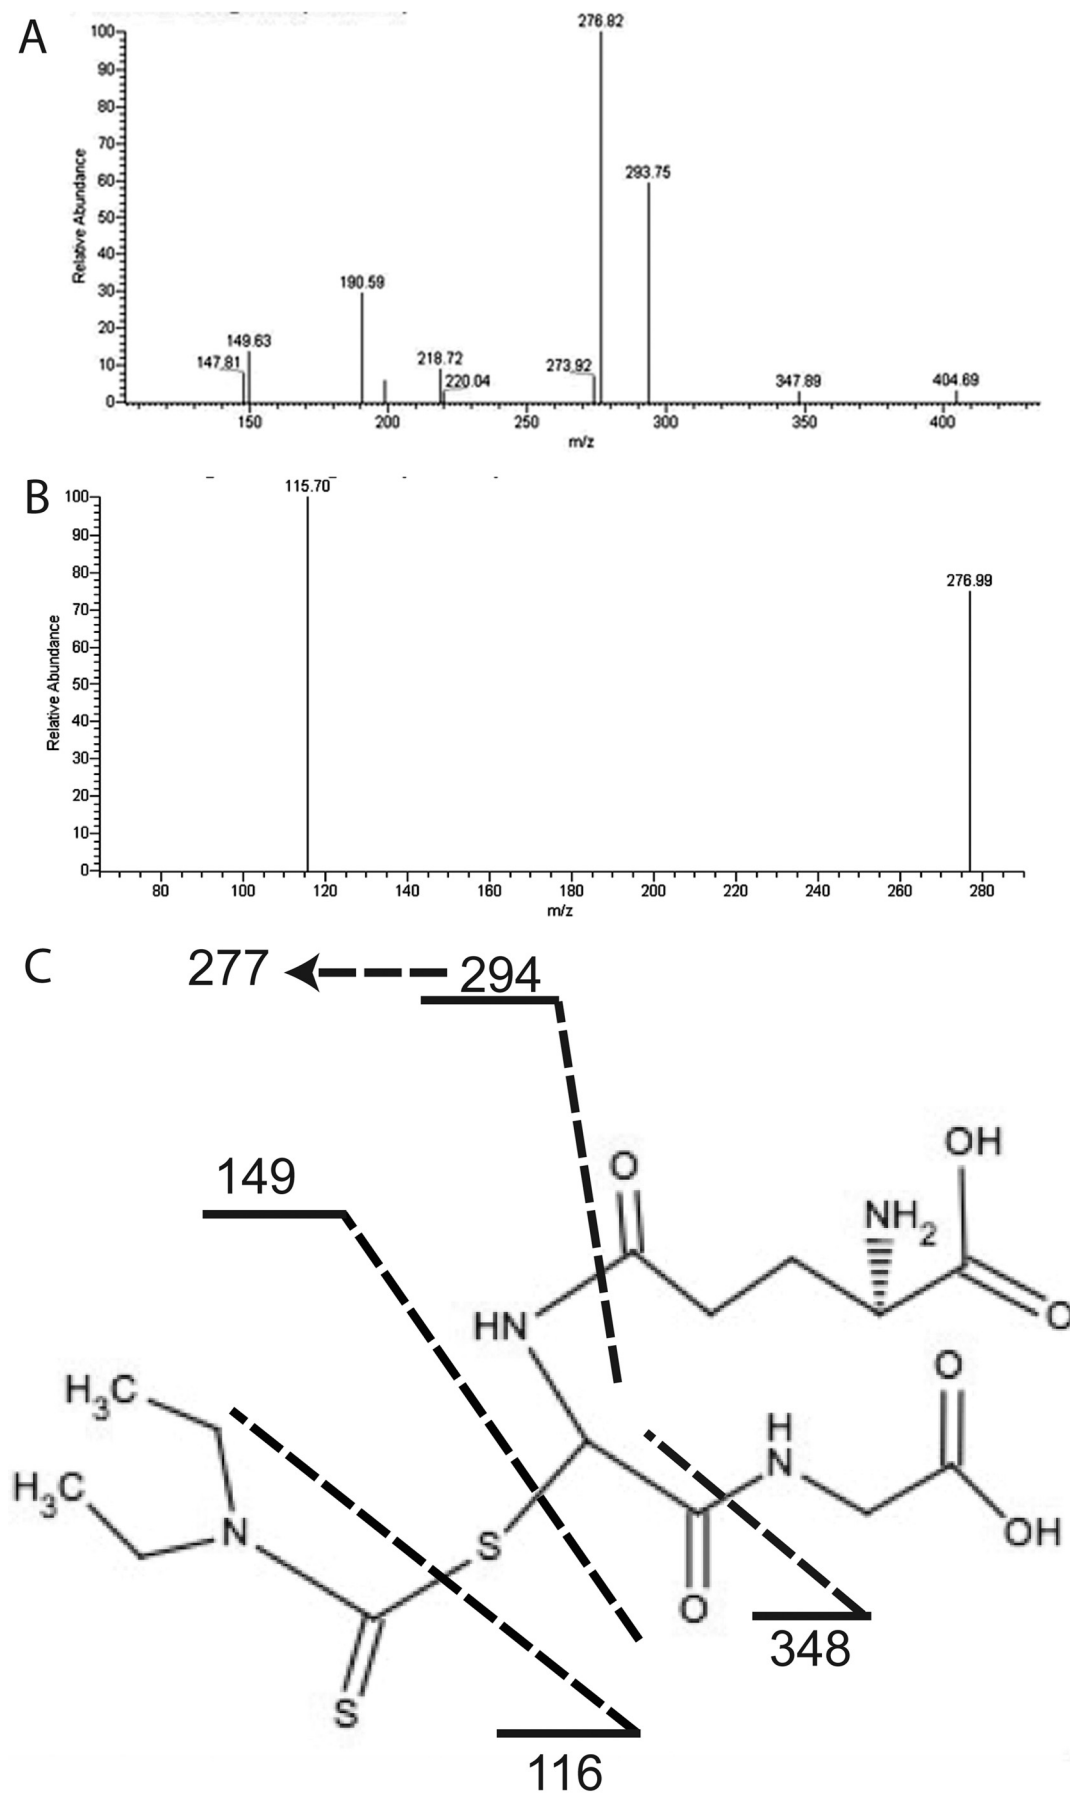 A
276.82
100
90
80
293.75
70
60
50
40
190.59
30
20
149.63
147.81
218.72
220.04
273.92
347.89
404.69
10
0
Relative Abundance
150 200 250 300 350 400
m/z
B
115.70
100
90
80
276.99
70
60
50
40
30
20
10
0
Relative Abundance
80 100 120 140 160 180 200 220 240 260 280
m/z
C
277 294
149
OH
O
NH2
HN
O
O
H3C
H
N
H3C
N
S
OH
O
348
S
116